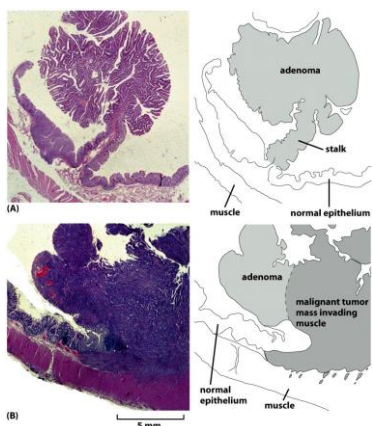 adenoma
stalk
(A)
muscle
normal epithelium
adenoma
malignant tumor
mass invading
muscle
normal
epithelium
muscle
(B)
5 mm